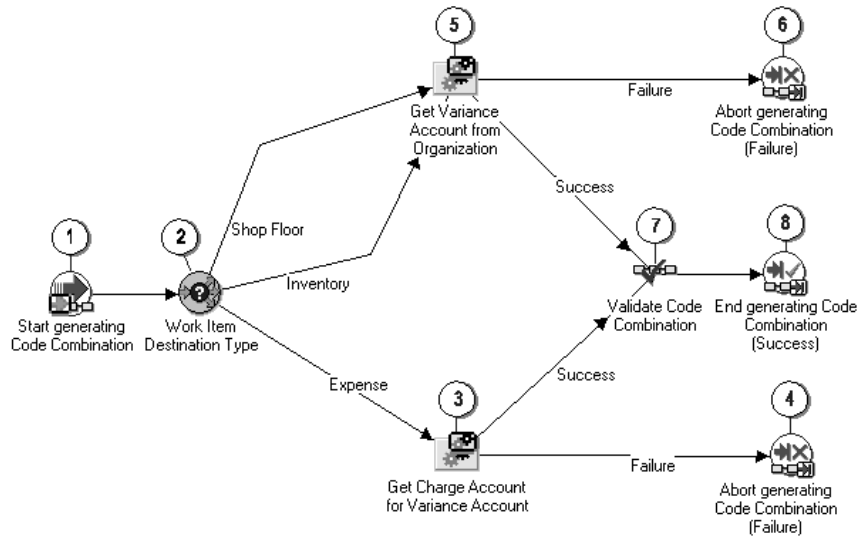 5
6
Get Variance
Account from
Organization
Failure
Abort generating
Code Combination
(Failure)
Success
1
2
Shop Floor
7
8
Inventory
Start generating
Code Combination
Work Item
Destination Type
Validate Code
Combination
End generating Code
Combination
(Success)
Expense
Success
3
4
Get Charge Account
for Variance Account
Failure
Abort generating
Code Combination
(Failure)